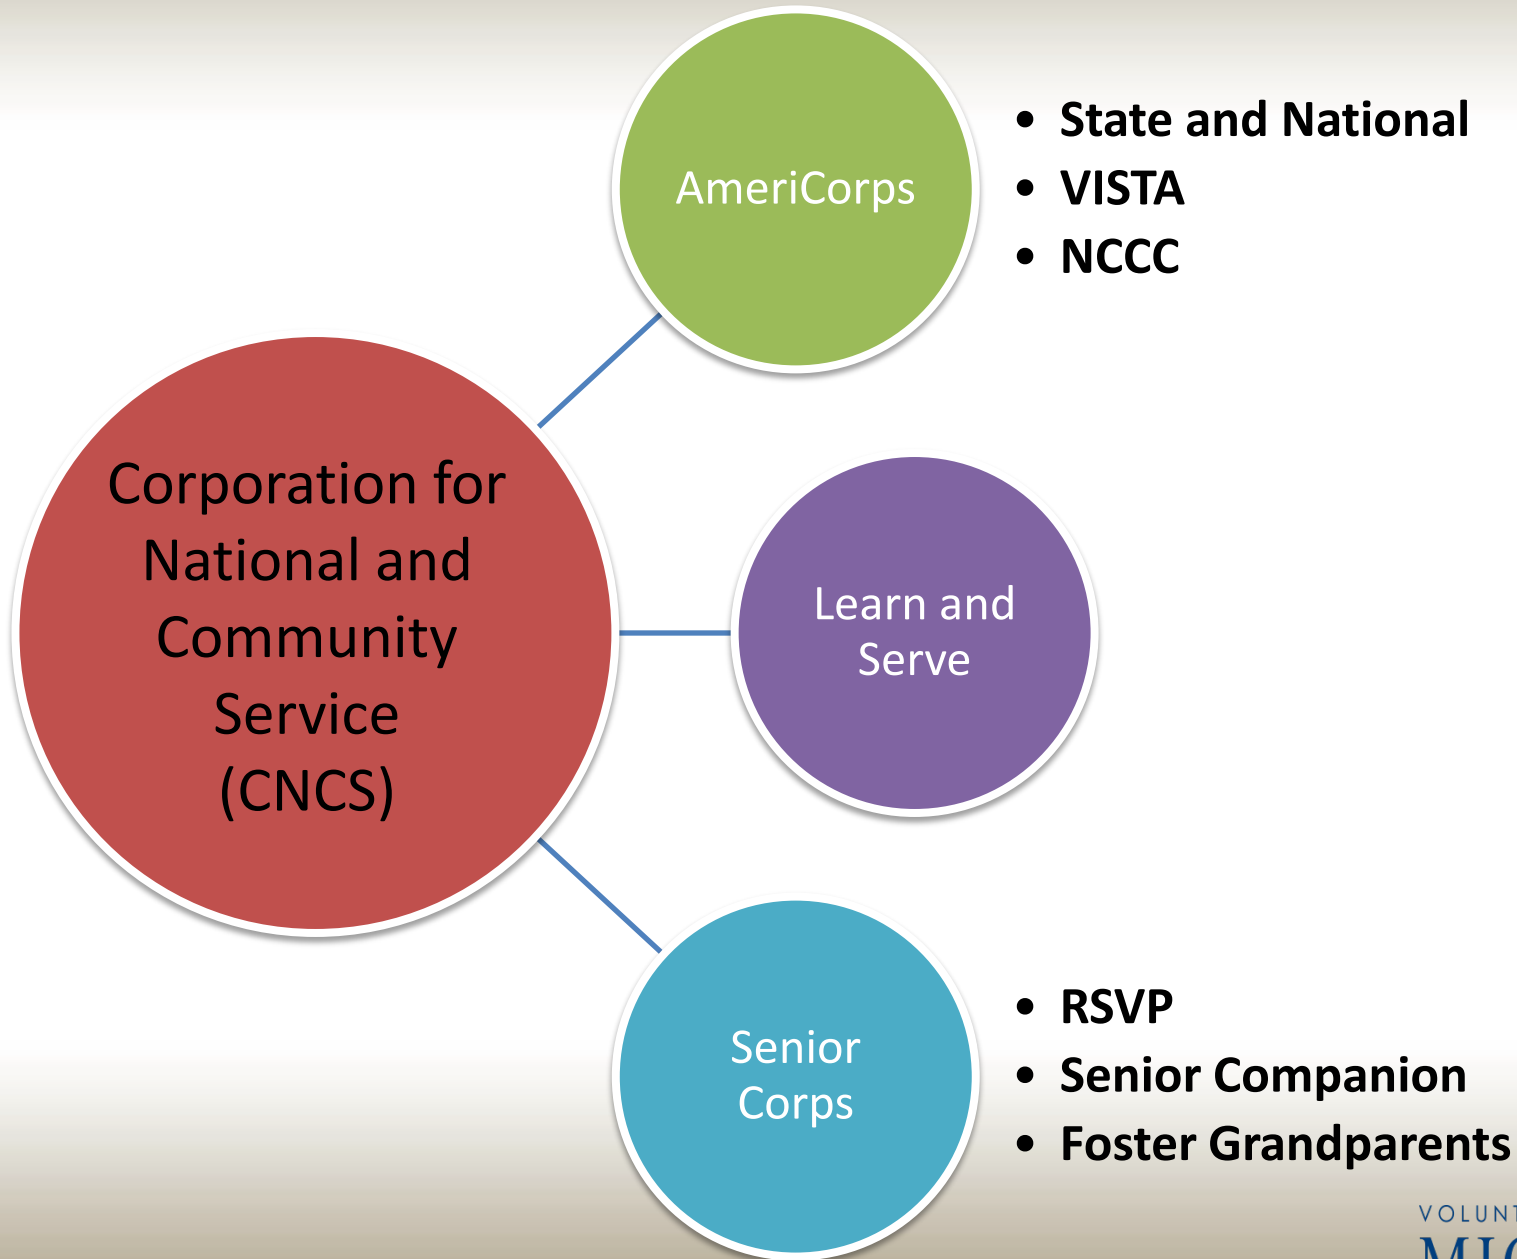 AmeriCorps
• State and National
• VISTA
• NCCC
Corporation for
National and
Community
Service
(CNCS)
Learn and
Serve
Senior
Corps
• RSVP
• Senior Companion
• Foster Grandparents